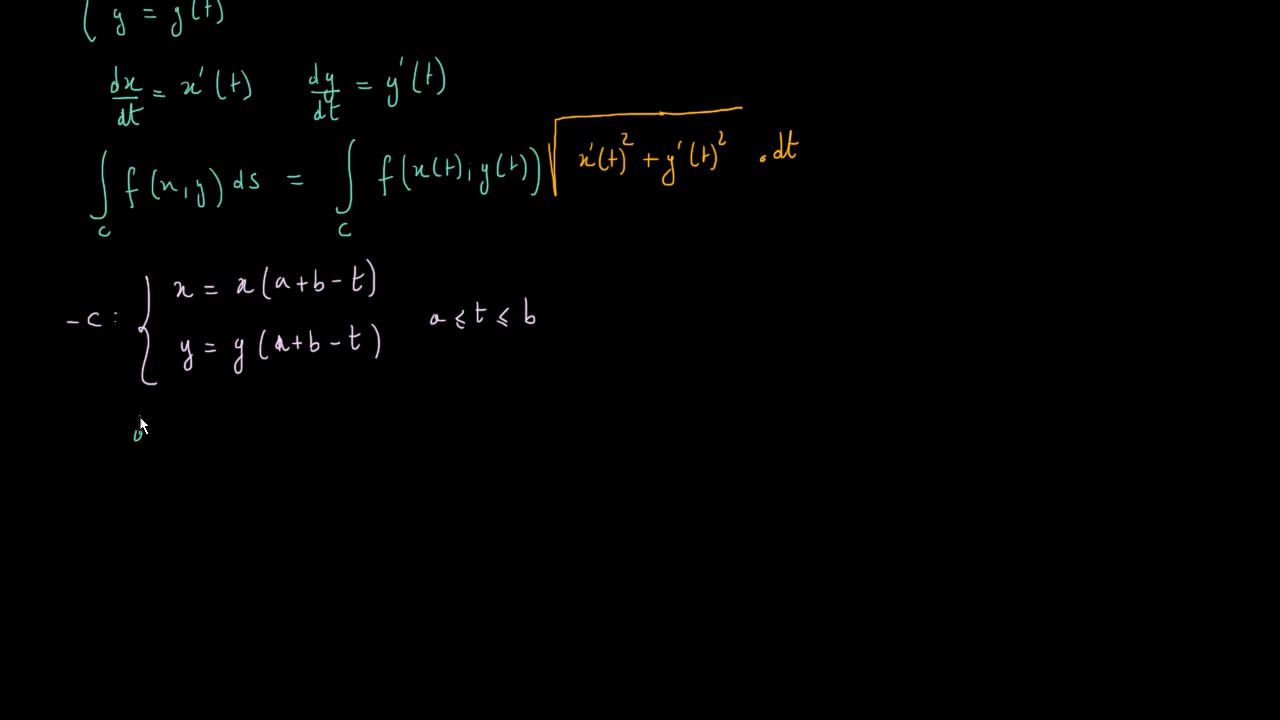 y = y(t)
dx/dt = x'(t) dy/dt = y'(t)
∫_C f(x,y) ds = ∫_C f(x(t); y(t)) √(x'(t)² + y'(t)²) . dt
x = x(a+b-t)
-C: { a ⩽ t ⩽ b
y = y(a+b-t)